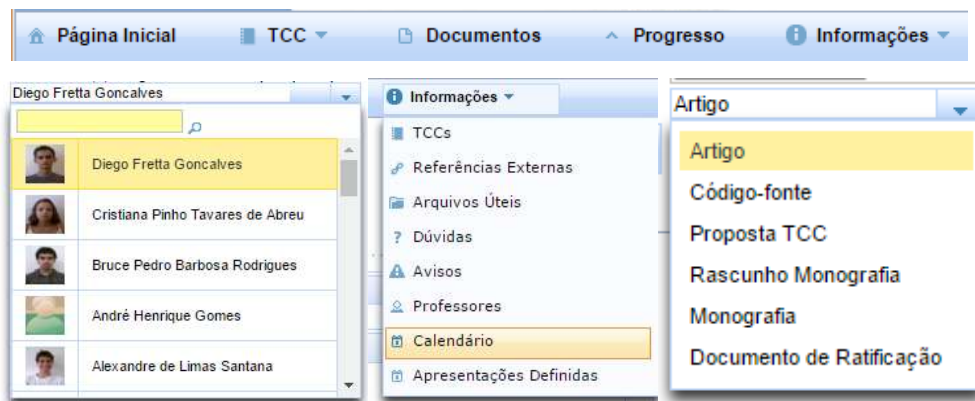 Página Inicial TCC Documentos Progresso Informações
Diego Fretta Goncalves
Diego Fretta Goncalves
Cristiana Pinho Tavares de Abreu
Bruce Pedro Barbosa Rodrigues
André Henrique Gomes
Alexandre de Limas Santana
Informações
TCCs
Referências Externas
Arquivos Úteis
? Dúvidas
Avisos
Professores
Calendário
Apresentações Definidas
Artigo
Artigo
Código-fonte
Proposta TCC
Rascunho Monografia
Monografia
Documento de Ratificação